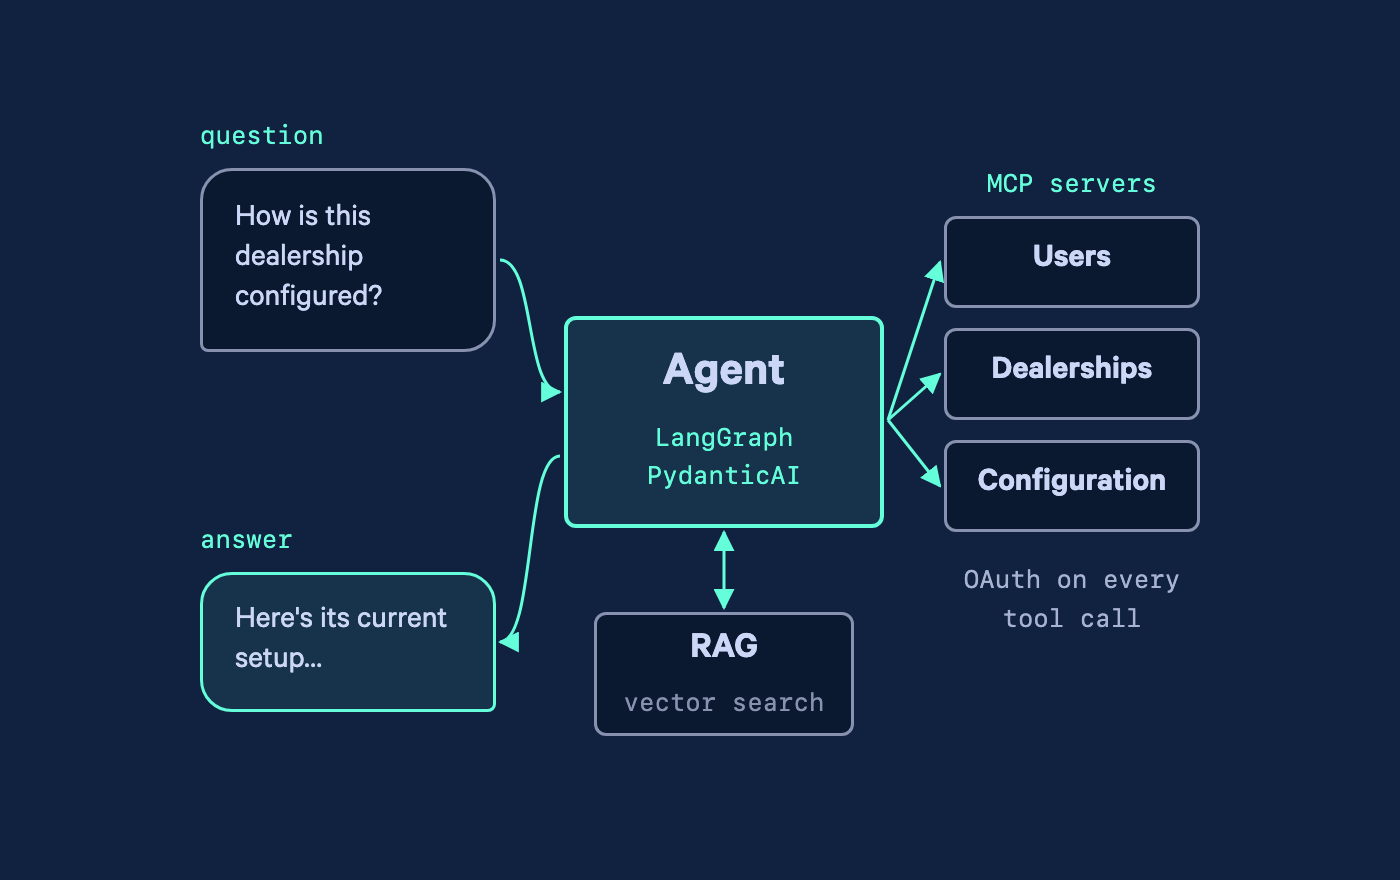 question
How is this
dealership
configured?
MCP servers
Users
Dealerships
Configuration
OAuth on every
tool call
Agent
LangGraph
PydanticAI
answer
Here's its current
setup...
RAG
vector search